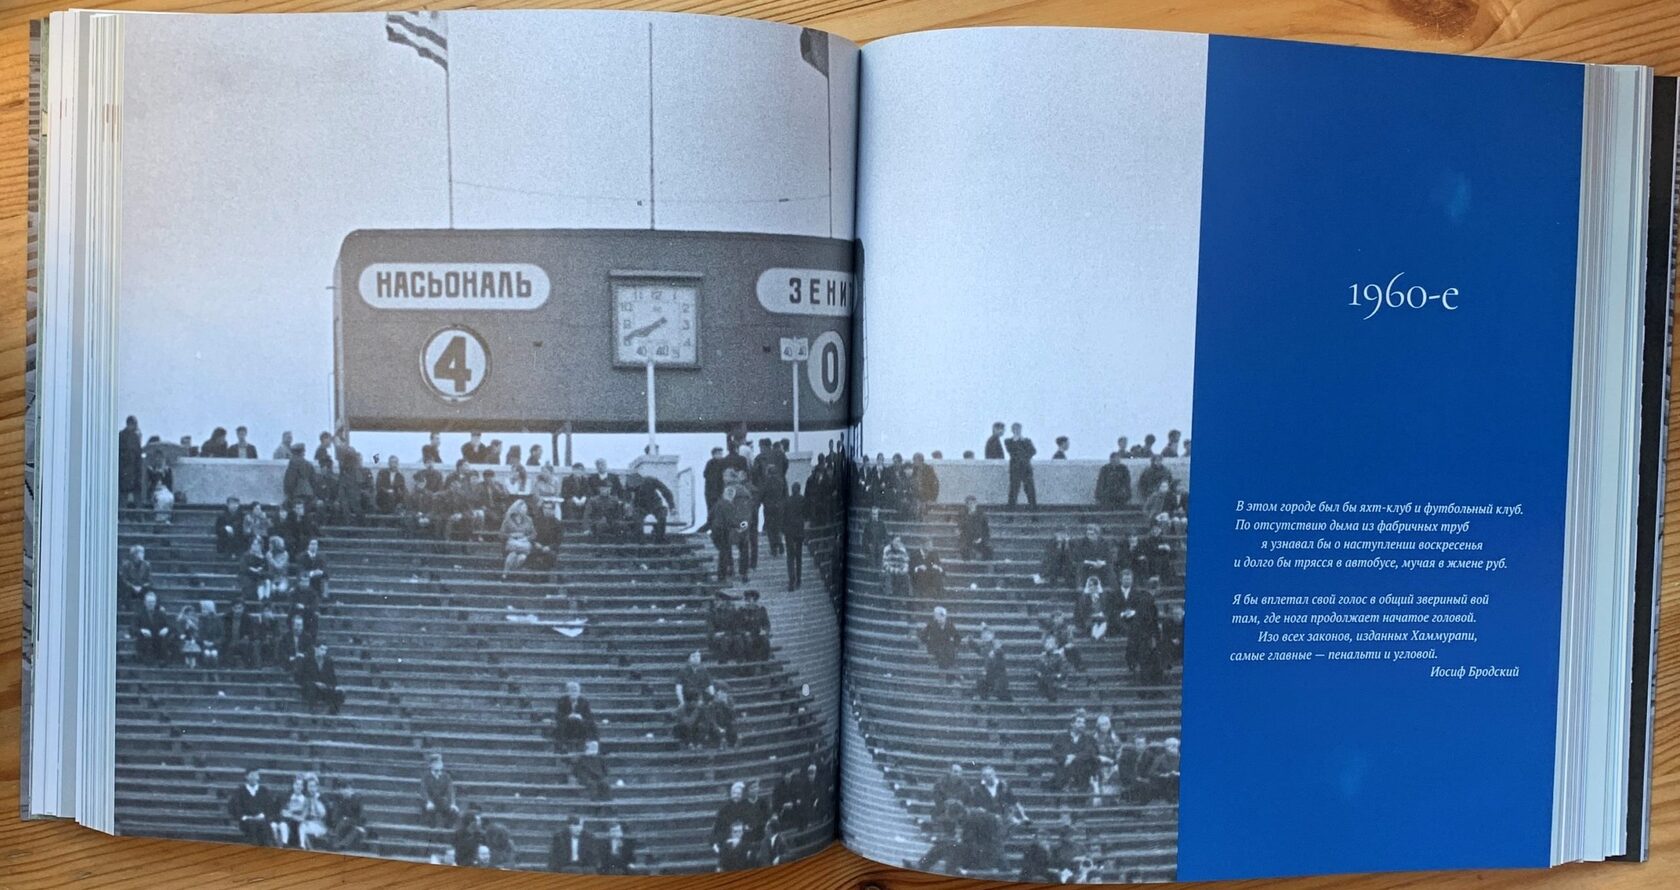 НАСЬОНАЛЬ
4
ЗЕНИ
0
1960-е
В этом городе был бы яхт-клуб и футбольный клуб.
По отсутствию дыма из фабричных труб
я узнавал бы о наступлении воскресенья
и долго бы трясся в автобусе, мучая в жмене руб.
Я бы вплетал свой голос в общий звериный вой
там, где нога продолжает начатое головой.
Изо всех законов, изданных Хаммурапи,
самые главные — пенальти и угловой.
Иосиф Бродский